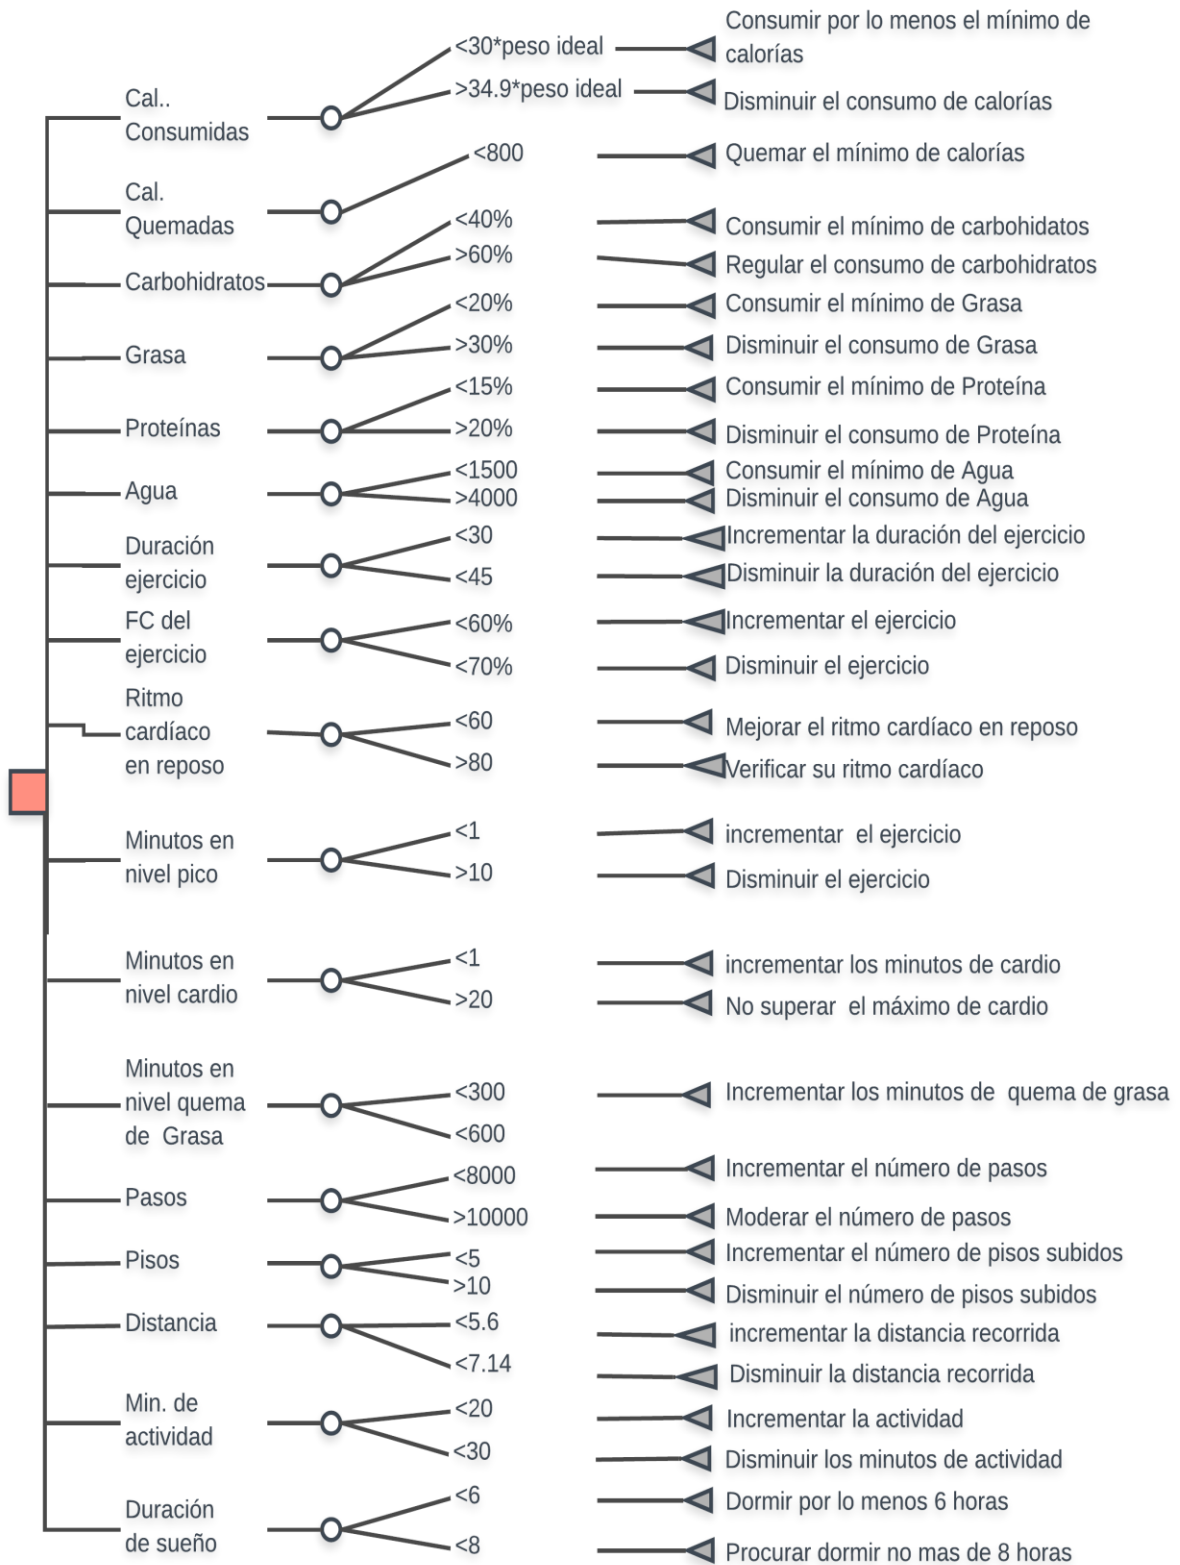 Consumir por lo menos el mínimo de
calorías
<30*peso ideal
>34.9*peso ideal
Disminuir el consumo de calorías
Cal..
Consumidas
<800
Quemar el mínimo de calorías
Cal.
Quemadas
<40%
Consumir el mínimo de carbohidatos
>60%
Regular el consumo de carbohidratos
Carbohidratos
<20%
Consumir el mínimo de Grasa
Grasa
>30%
Disminuir el consumo de Grasa
<15%
Consumir el mínimo de Proteína
Proteínas
>20%
Disminuir el consumo de Proteína
<1500
Consumir el mínimo de Agua
Agua
>4000
Disminuir el consumo de Agua
Duración
ejercicio
<30
Incrementar la duración del ejercicio
<45
Disminuir la duración del ejercicio
FC del
ejercicio
<60%
Incrementar el ejercicio
<70%
Disminuir el ejercicio
Ritmo
cardíaco
en reposo
<60
Mejorar el ritmo cardíaco en reposo
>80
Verificar su ritmo cardíaco
Minutos en
nivel pico
<1
incrementar  el ejercicio
>10
Disminuir el ejercicio
Minutos en
nivel cardio
<1
incrementar los minutos de cardio
>20
No superar  el máximo de cardio
Minutos en
nivel quema
de  Grasa
<300
Incrementar los minutos de  quema de grasa
<600
Pasos
<8000
Incrementar el número de pasos
>10000
Moderar el número de pasos
Pisos
<5
Incrementar el número de pisos subidos
>10
Disminuir el número de pisos subidos
Distancia
<5.6
incrementar la distancia recorrida
<7.14
Disminuir la distancia recorrida
Min. de
actividad
<20
Incrementar la actividad
<30
Disminuir los minutos de actividad
Duración
de sueño
<6
Dormir por lo menos 6 horas
<8
Procurar dormir no mas de 8 horas